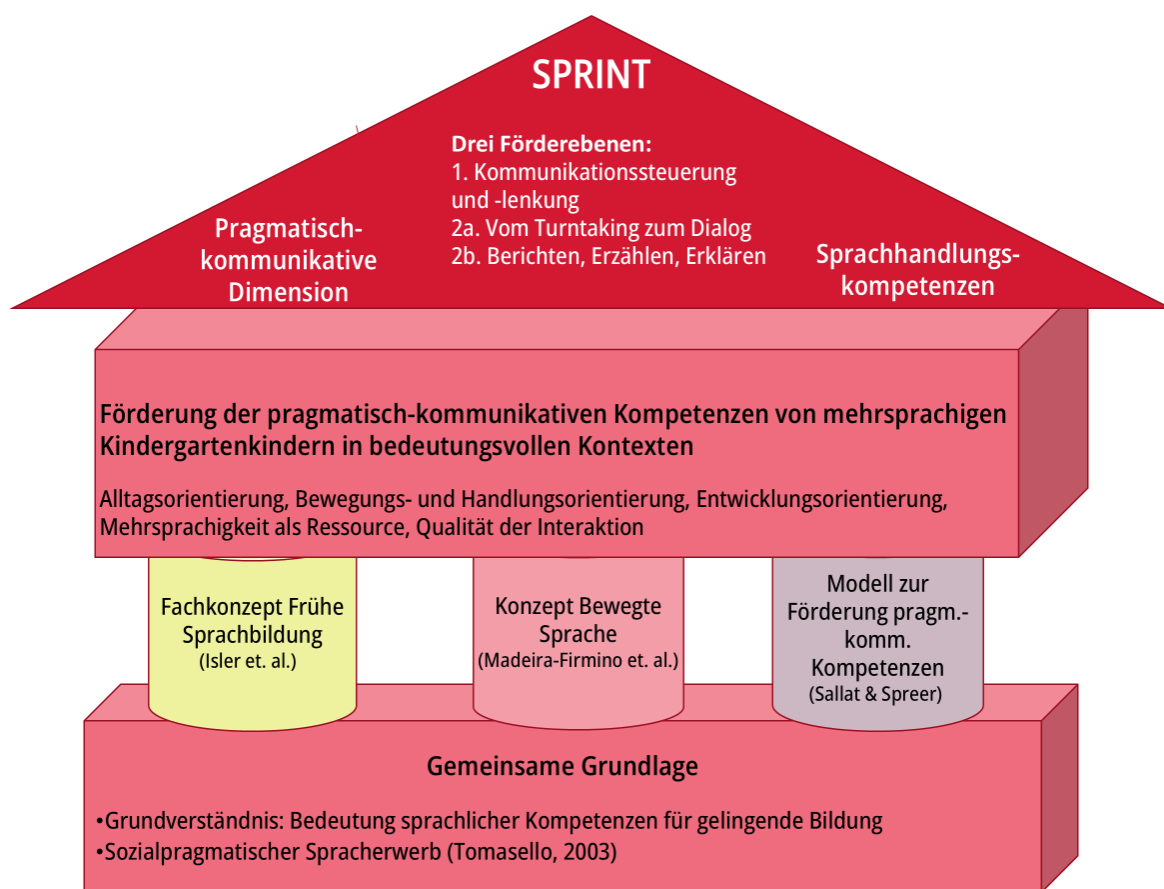 SPRINT
Drei Förderebenen:
1. Kommunikationssteuerung
und -lenkung
2a. Vom Turntaking zum Dialog
2b. Berichten, Erzählen, Erklären
Pragmatisch-
kommunikative
Dimension
Sprachhandlungs-
kompetenzen
Förderung der pragmatisch-kommunikativen Kompetenzen von mehrsprachigen
Kindergartenkindern in bedeutungsvollen Kontexten
Alltagsorientierung, Bewegungs- und Handlungsorientierung, Entwicklungsorientierung,
Mehrsprachigkeit als Ressource, Qualität der Interaktion
Fachkonzept Frühe
Sprachbildung
(Isler et. al.)
Konzept Bewegte
Sprache
(Madeira-Firmino et. al.)
Modell zur
Förderung pragm.-
komm.
Kompetenzen
(Sallat & Spreer)
Gemeinsame Grundlage
•Grundverständnis: Bedeutung sprachlicher Kompetenzen für gelingende Bildung
•Sozialpragmatischer Spracherwerb (Tomasello, 2003)